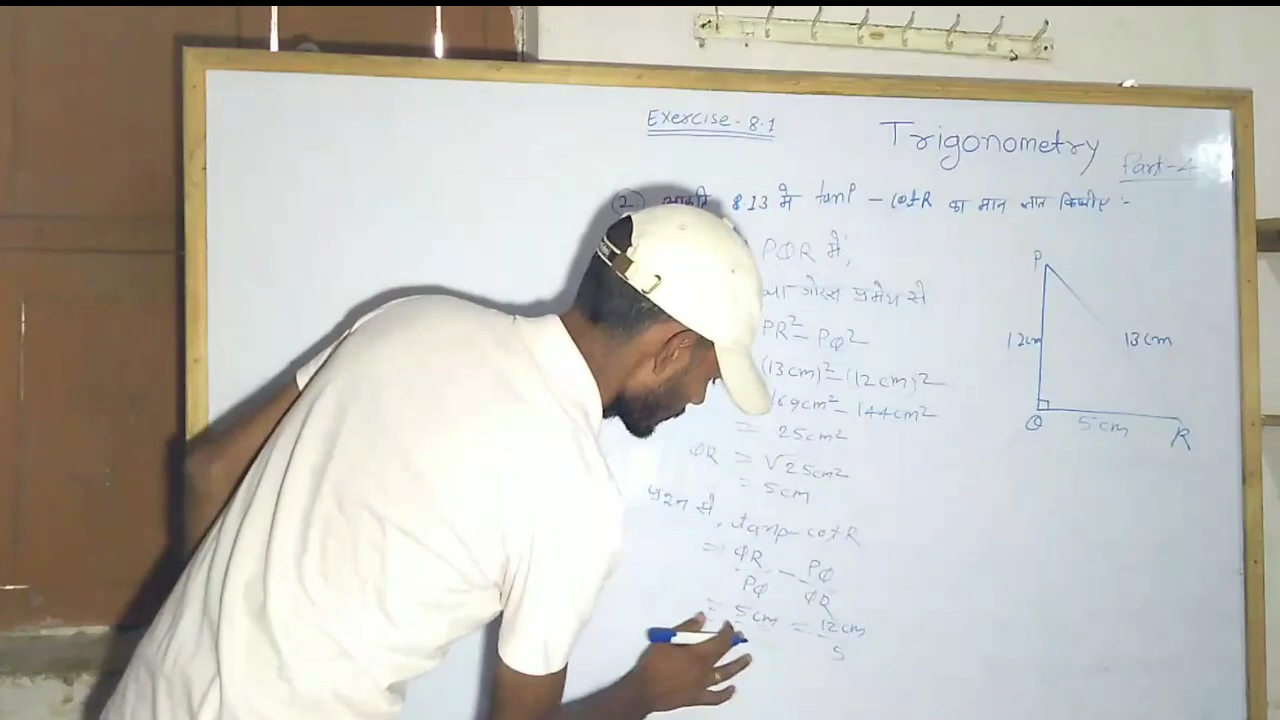 Exercise-8.1
Trigonometry
Part-4
(2) 8.13 में tanP - cotR का मान ज्ञात किजीए :-
PQR में,
गोरस प्रमेय से
PR² - PQ²
(13cm)² - (12cm)²
169cm² - 144cm²
= 25cm²
QR = √25cm²
= 5cm
प्रश्न से, tanp - cotR
= QR/PQ - PQ/QR
= 5cm = 12cm/5
P
12cm
13cm
Q 5cm R